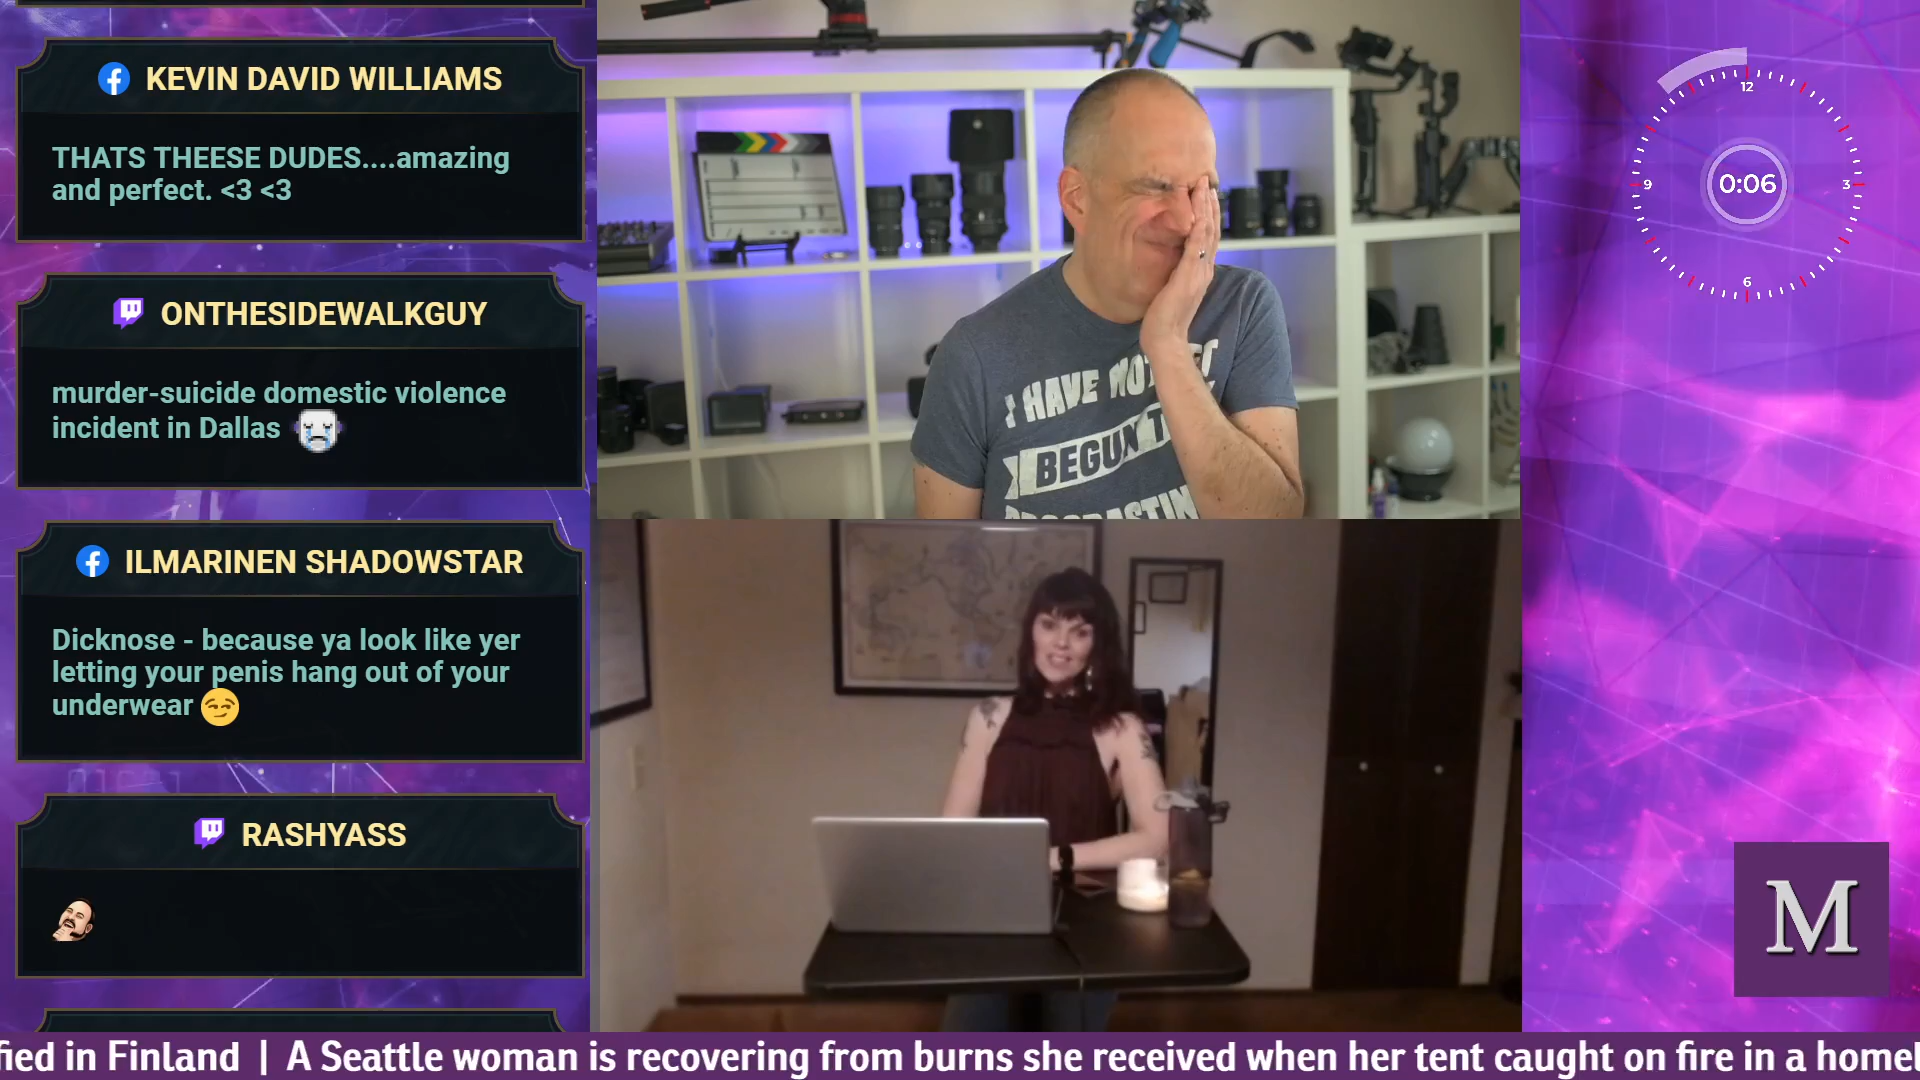 KEVIN DAVID WILLIAMS
THATS THEESE DUDES....amazing
and perfect. <3 <3
ONTHESIDEWALKGUY
murder-suicide domestic violence
incident in Dallas
ILMARINEN SHADOWSTAR
Dicknose - because ya look like yer
letting your penis hang out of your
underwear
RASHYASS
I HAVE NOT
BEGUN T
12
9
0:06
3
6
M
fied in Finland | A Seattle woman is recovering from burns she received when her tent caught on fire in a homel